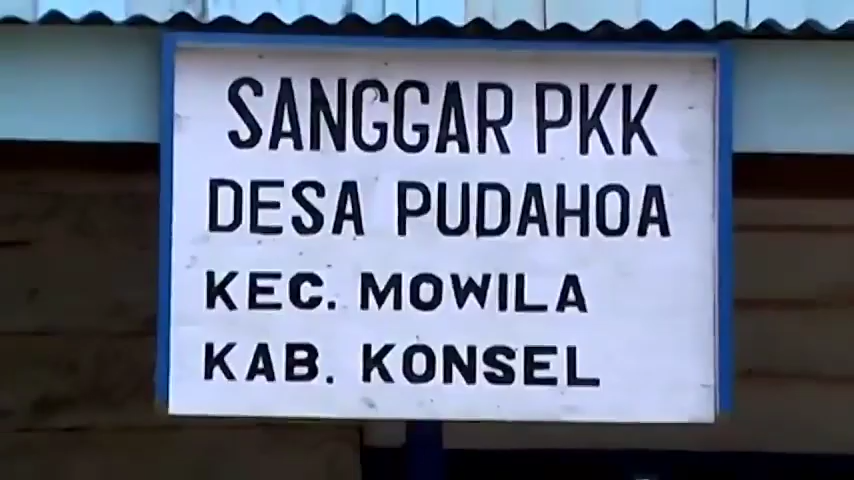 SANGGAR PKK
DESA PUDAHOA
KEC. MOWILA
KAB. KONSEL